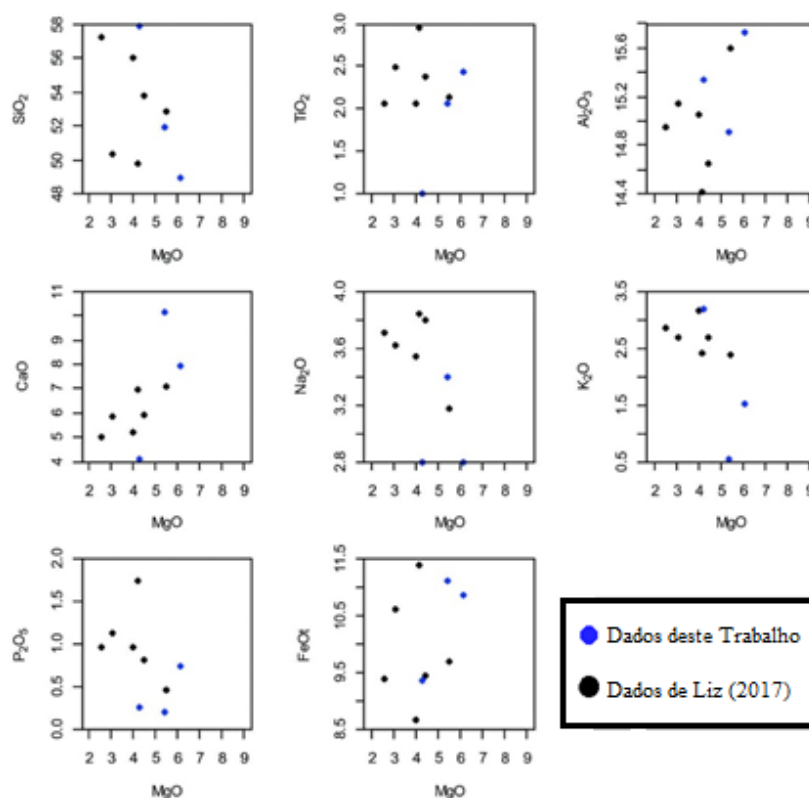 SiO2
48 50 52 54 56 58
2 3 4 5 6 7 8 9
MgO
TiO2
1.0 1.5 2.0 2.5 3.0
2 3 4 5 6 7 8 9
MgO
Al2O3
14.4 14.8 15.2 15.6
2 3 4 5 6 7 8 9
MgO
CaO
4 5 6 7 8 9 11
2 3 4 5 6 7 8 9
MgO
Na2O
2.8 3.2 3.6 4.0
2 3 4 5 6 7 8 9
MgO
K2O
0.5 1.5 2.5 3.5
2 3 4 5 6 7 8 9
MgO
P2O5
0.0 0.5 1.0 1.5 2.0
2 3 4 5 6 7 8 9
MgO
FeOt
8.5 9.5 10.5 11.5
2 3 4 5 6 7 8 9
MgO
Dados deste Trabalho
Dados de Liz (2017)